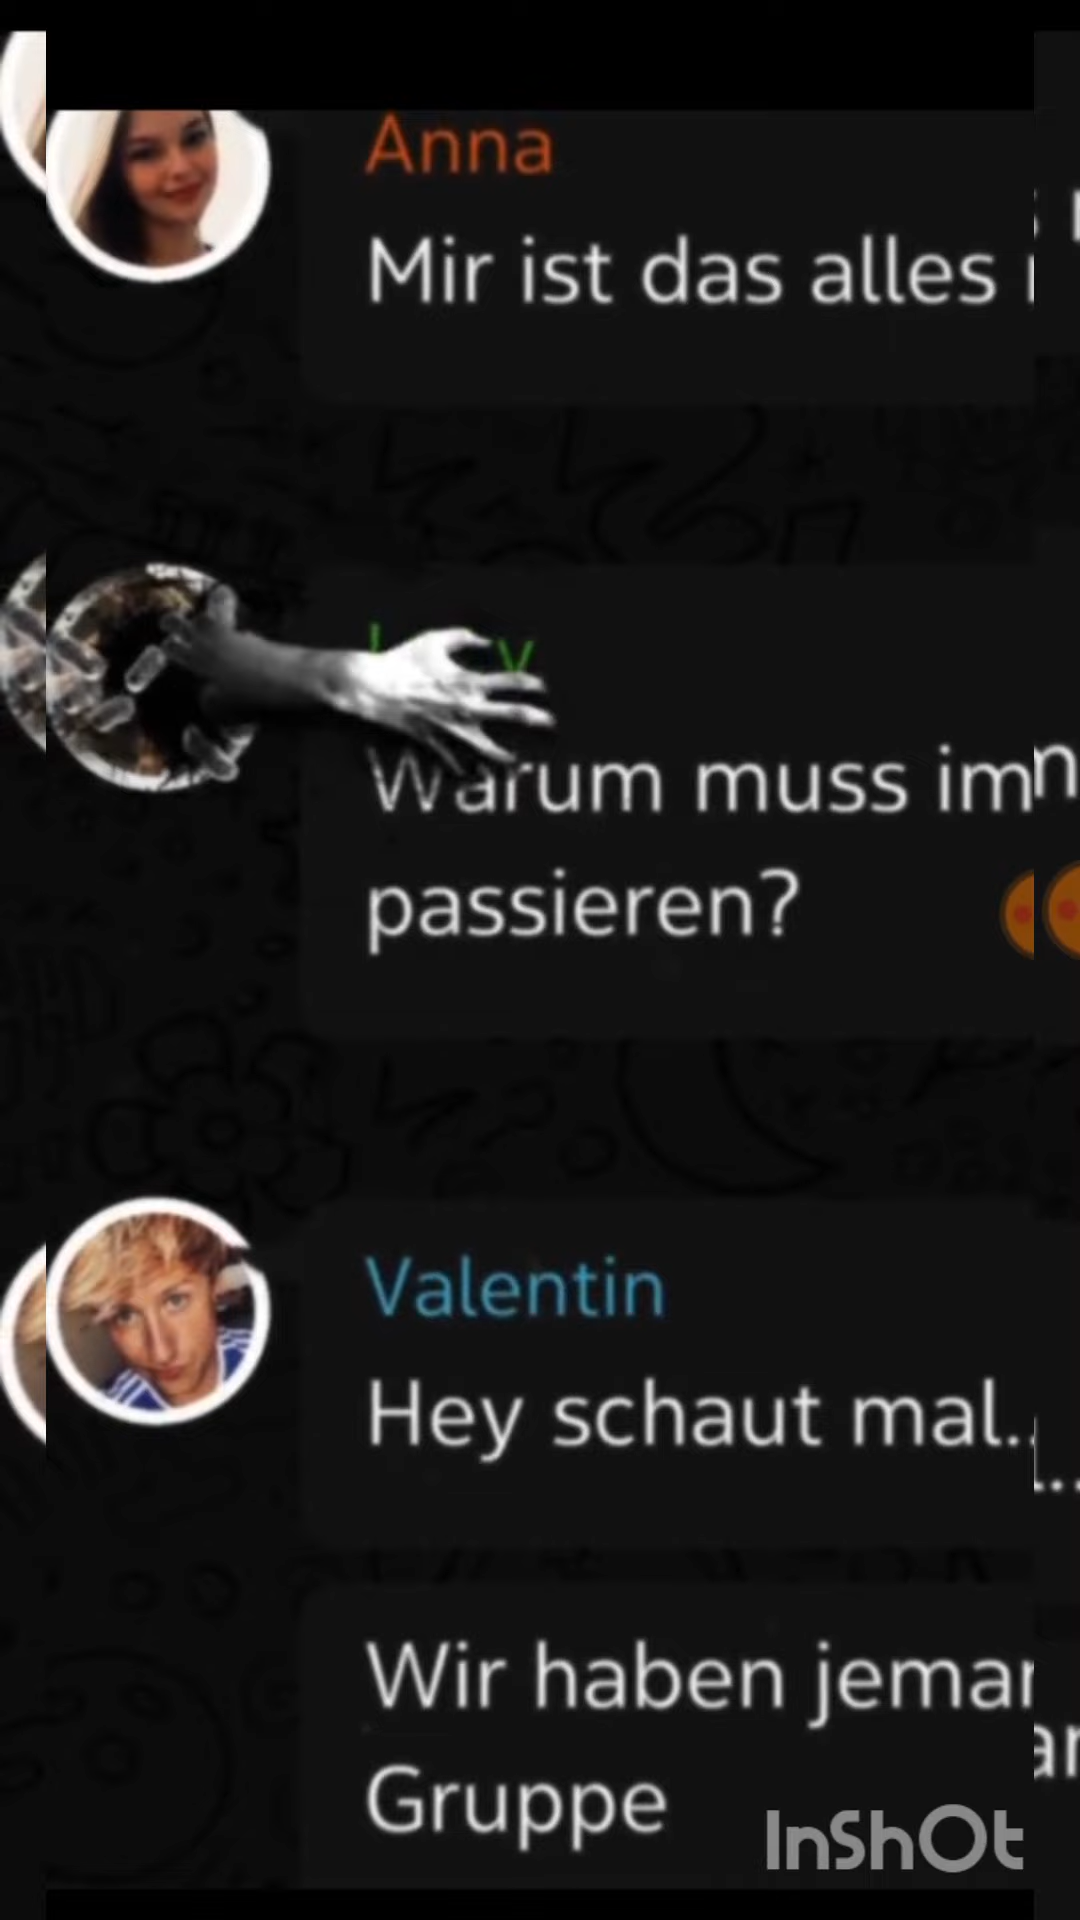 Anna
Mir ist das alles
Warum muss im
passieren?
Valentin
Hey schaut mal..
Wir haben jeman
Gruppe
InShOt